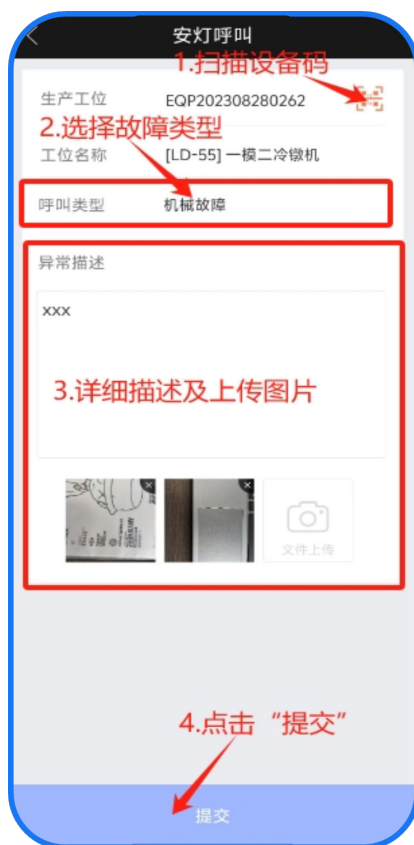 安灯呼叫
1.扫描设备码
生产工位 EQP202308280262
2.选择故障类型
工位名称 [LD-55] 一模二冷镦机
呼叫类型 机械故障
异常描述
xxx
3.详细描述及上传图片
文件上传
4.点击“提交”
提交